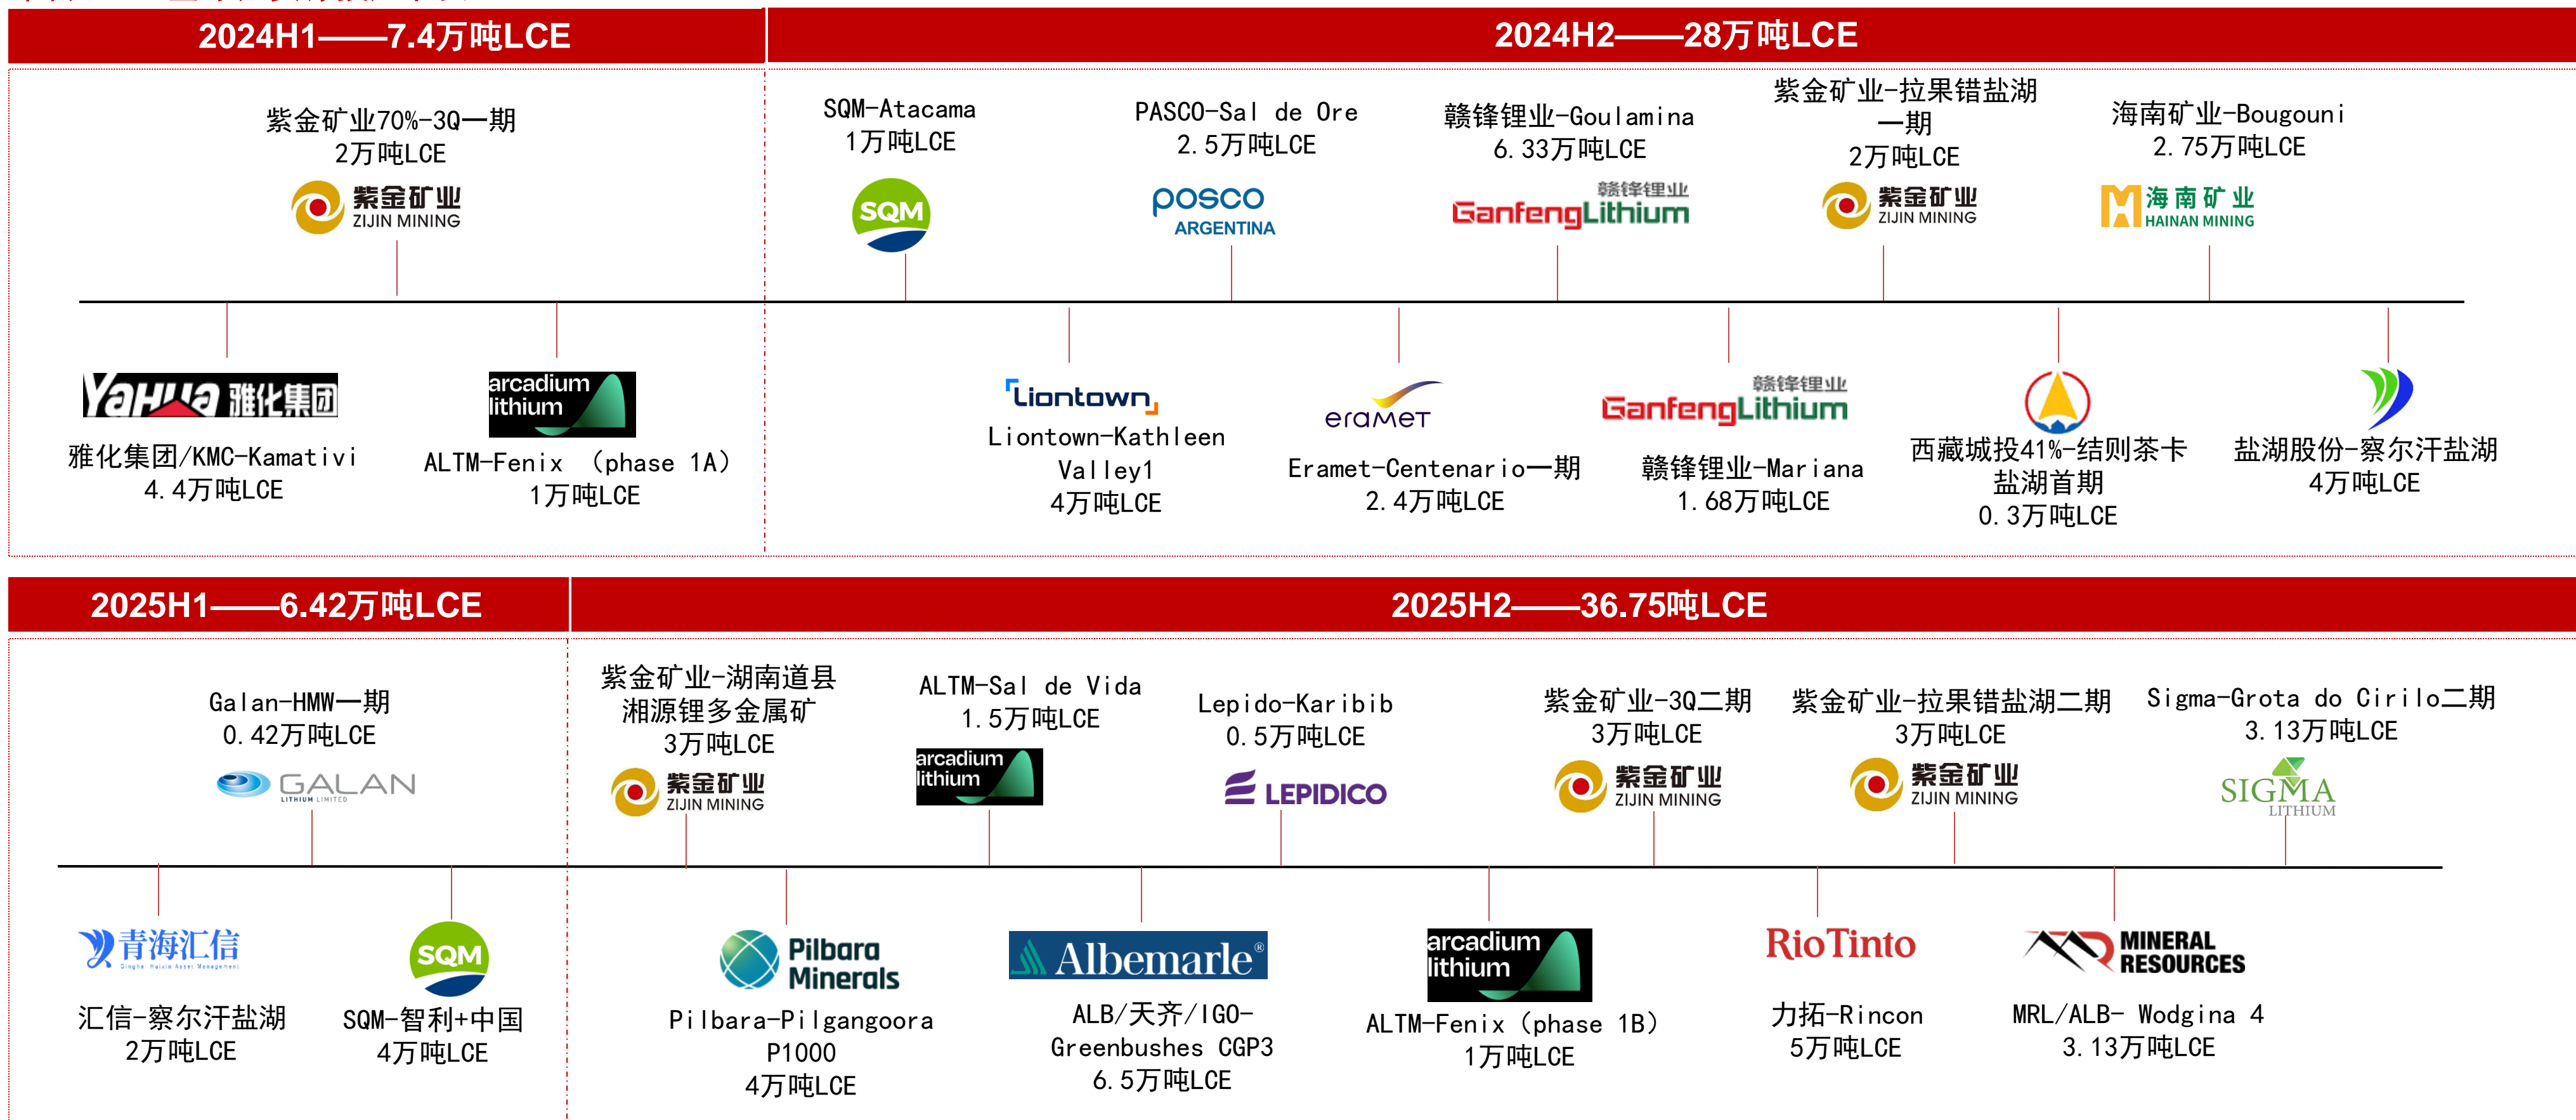 2024H1——7.4万吨LCE
2024H2——28万吨LCE
紫金矿业70%-3Q一期
2万吨LCE
紫金矿业
ZIJIN MINING
SQM-Atacama
1万吨LCE
SQM
PASCO-Sal de Ore
2.5万吨LCE
posco
ARGENTINA
赣锋锂业-Goulamina
6.33万吨LCE
赣锋锂业
GanfengLithium
紫金矿业-拉果错盐湖
一期
2万吨LCE
紫金矿业
ZIJIN MINING
海南矿业-Bougouni
2.75万吨LCE
海南矿业
HAINAN MINING
YAHUA 雅化集团
雅化集团/KMC-Kamativi
4.4万吨LCE
arcadium
lithium
ALTM-Fenix （phase 1A）
1万吨LCE
Liontown
Liontown-Kathleen
Valley1
4万吨LCE
eramet
Eramet-Centenario一期
2.4万吨LCE
赣锋锂业
GanfengLithium
赣锋锂业-Mariana
1.68万吨LCE
西藏城投41%-结则茶卡
盐湖首期
0.3万吨LCE
盐湖股份-察尔汗盐湖
4万吨LCE
2025H1——6.42万吨LCE
2025H2——36.75吨LCE
Galan-HMW一期
0.42万吨LCE
GALAN
LITHIUM LIMITED
紫金矿业-湖南道县
湘源锂多金属矿
3万吨LCE
紫金矿业
ZIJIN MINING
ALTM-Sal de Vida
1.5万吨LCE
arcadium
lithium
Lepido-Karibib
0.5万吨LCE
LEPIDICO
紫金矿业-3Q二期
3万吨LCE
紫金矿业
ZIJIN MINING
紫金矿业-拉果错盐湖二期
3万吨LCE
紫金矿业
ZIJIN MINING
Sigma-Grota do Cirilo二期
3.13万吨LCE
SIGMA
LITHIUM
青海汇信
Qinghai Huixin Asset Management
汇信-察尔汗盐湖
2万吨LCE
SQM
SQM-智利+中国
4万吨LCE
Pilbara
Minerals
Pilbara-Pilgangoora
P1000
4万吨LCE
Albemarle®
ALB/天齐/IGO-
Greenbushes CGP3
6.5万吨LCE
arcadium
lithium
ALTM-Fenix（phase 1B）
1万吨LCE
RioTinto
力拓-Rincon
5万吨LCE
MINERAL
RESOURCES
MRL/ALB- Wodgina 4
3.13万吨LCE